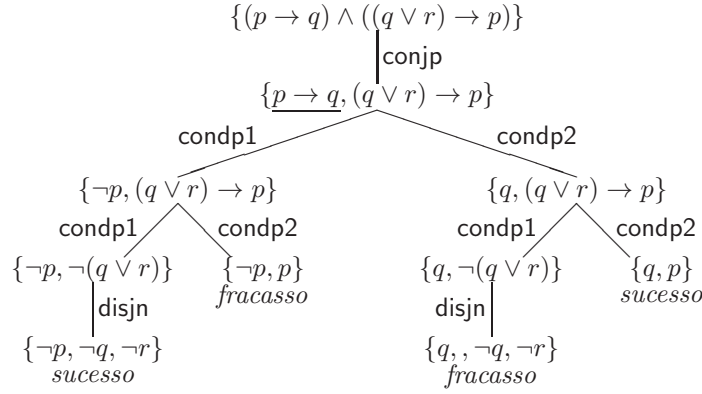 {(p → q) ∧ ((q ∨ r) → p)}
conjp
{p → q, (q ∨ r) → p}
condp1 condp2
{¬p, (q ∨ r) → p} {q, (q ∨ r) → p}
condp1 condp2 condp1 condp2
{¬p, ¬(q ∨ r)} {¬p, p} {q, ¬(q ∨ r)} {q, p}
fracasso sucesso
disjn disjn
{¬p, ¬q, ¬r} {q, , ¬q, ¬r}
sucesso fracasso